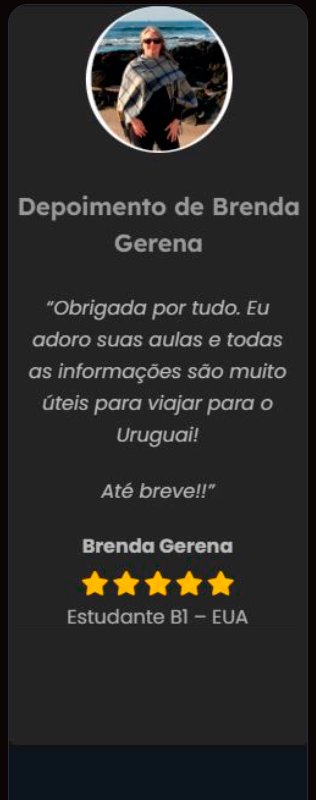 Depoimento de Brenda
Gerena
“Obrigada por tudo. Eu
adoro suas aulas e todas
as informações são muito
úteis para viajar para o
Uruguai!
Até breve!!”
Brenda Gerena
Estudante B1 – EUA